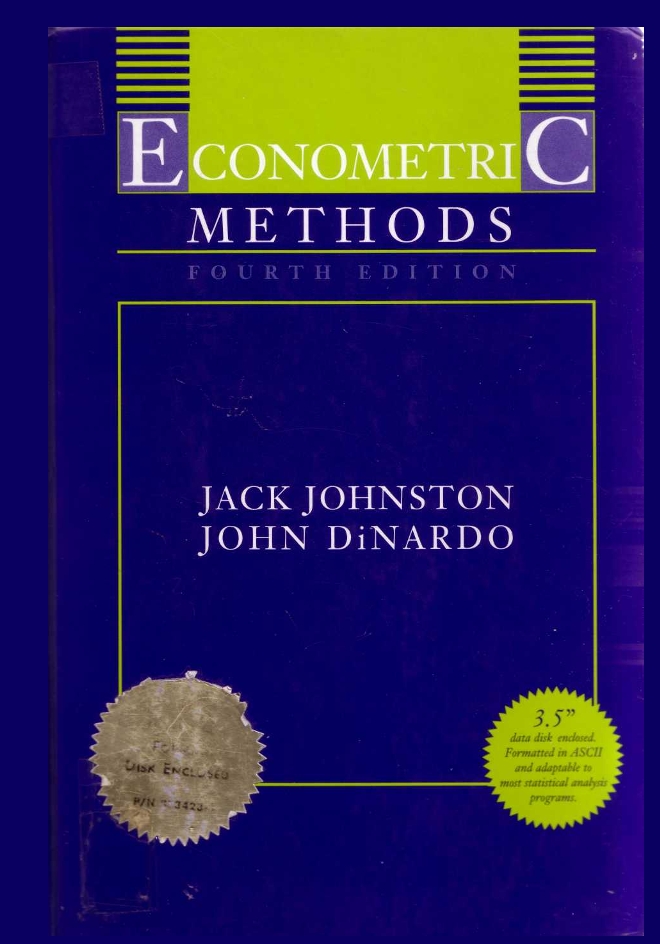 ECONOMETRIC
METHODS
FOURTH EDITION
JACK JOHNSTON
JOHN DiNARDO
DISK ENCLOSED
P/N
3.5”
data disk enclosed.
Formatted in ASCII
and adaptable to
most statistical analysis
programs.